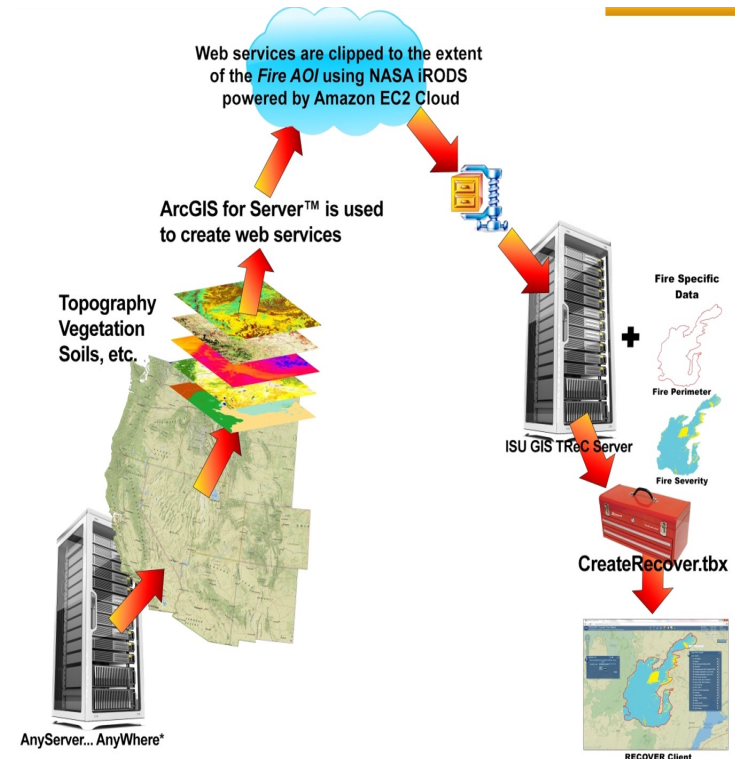 Web services are clipped to the extent
of the Fire AOI using NASA iRODS
powered by Amazon EC2 Cloud
ArcGIS for Server™ is used
to create web services
Topography
Vegetation
Soils, etc.
AnyServer... AnyWhere*
Fire Specific
Data
Fire Perimeter
Fire Severity
ISU GIS TReC Server
CreateRecover.tbx
RECOVER Client